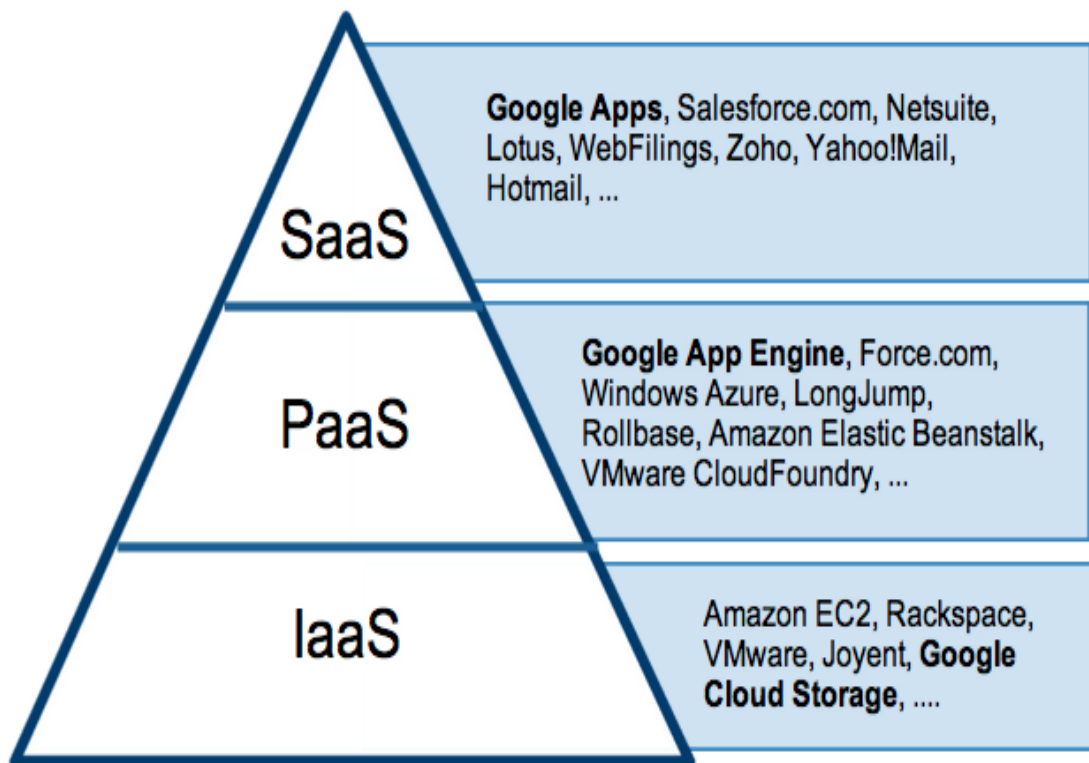 Google Apps, Salesforce.com, Netsuite,
Lotus, WebFilings, Zoho, Yahoo!Mail,
Hotmail, ...
SaaS
Google App Engine, Force.com,
Windows Azure, LongJump,
Rollbase, Amazon Elastic Beanstalk,
VMware CloudFoundry, ...
PaaS
Amazon EC2, Rackspace,
VMware, Joyent, Google
Cloud Storage, ....
IaaS